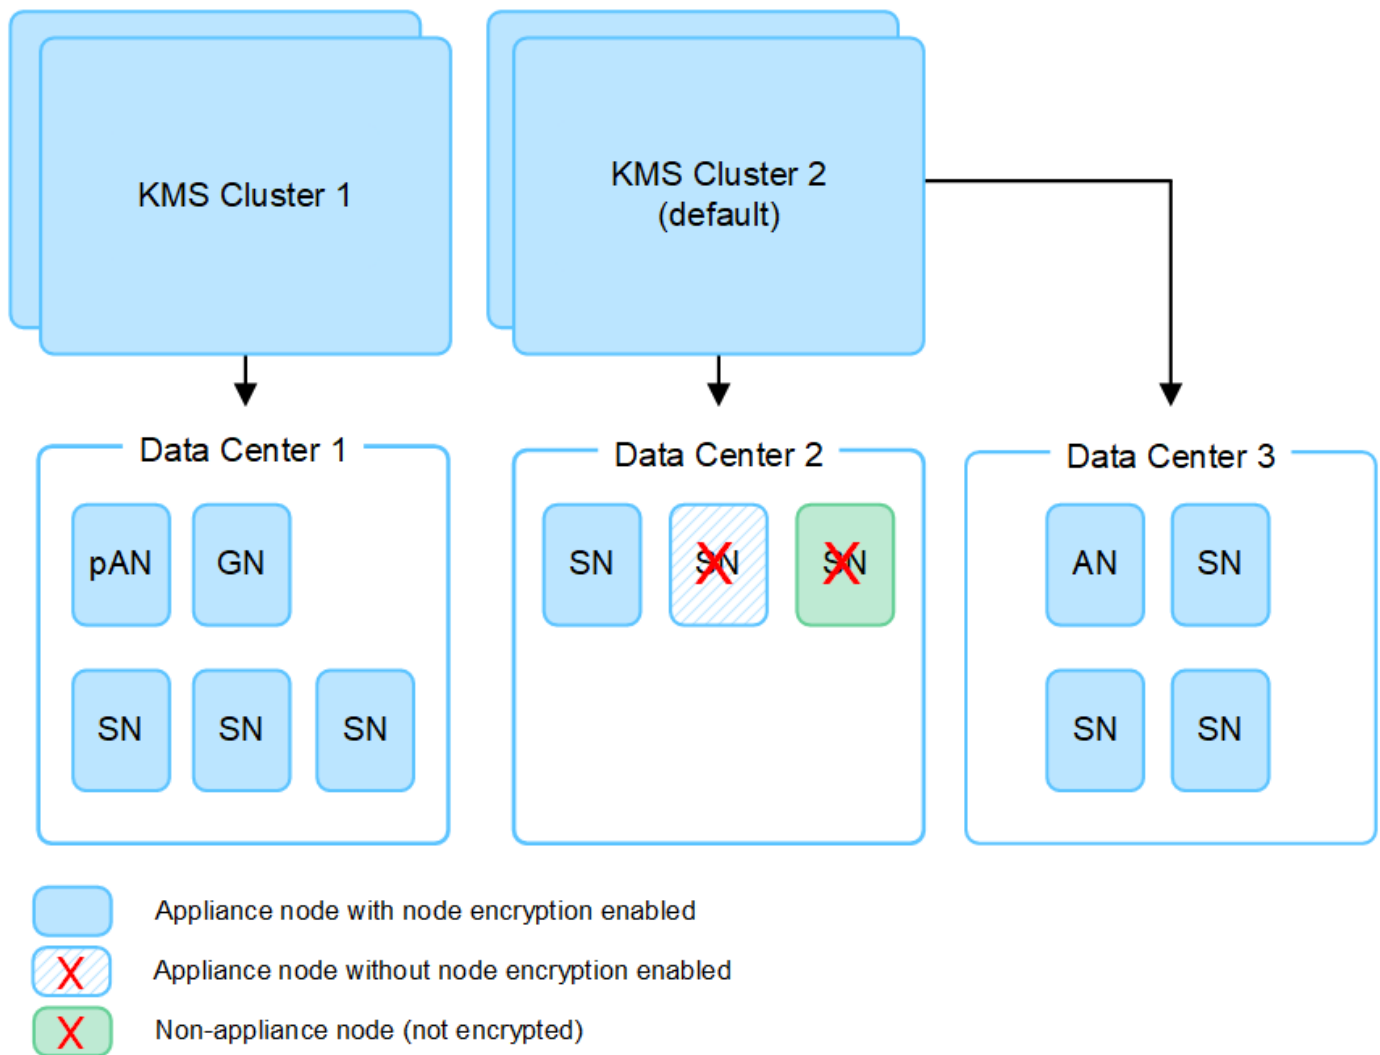 KMS Cluster 1
KMS Cluster 2
(default)
Data Center 1
pAN
GN
SN
SN
SN
Data Center 2
SN
SN
SN
Data Center 3
AN
SN
SN
SN
Appliance node with node encryption enabled
X
Appliance node without node encryption enabled
X
Non-appliance node (not encrypted)